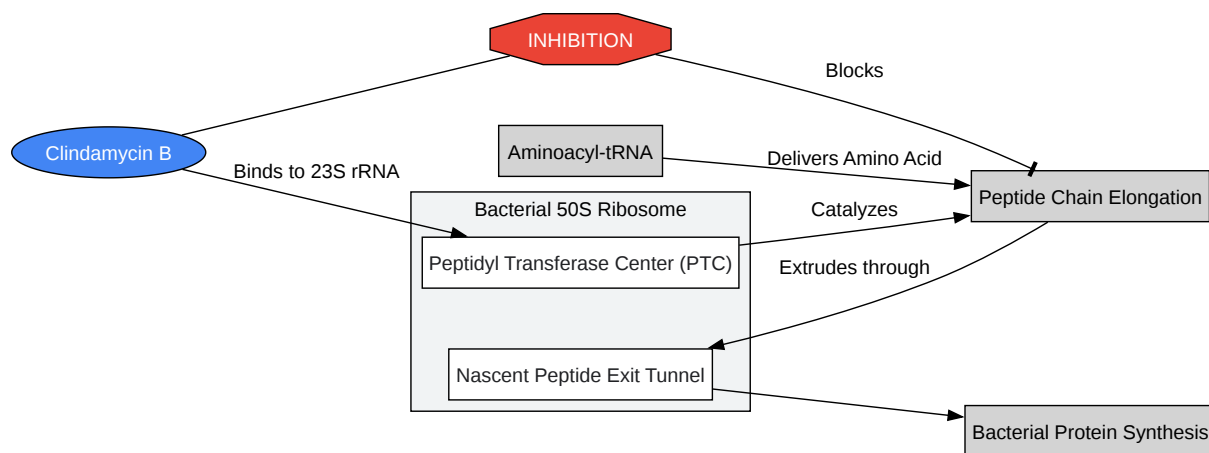 INHIBITION
Blocks
Clindamycin B
Aminoacyl-tRNA
Delivers Amino Acid
Binds to 23S rRNA
Peptide Chain Elongation
Bacterial 50S Ribosome
Catalyzes
Peptidyl Transferase Center (PTC)
Extrudes through
Nascent Peptide Exit Tunnel
Bacterial Protein Synthesis